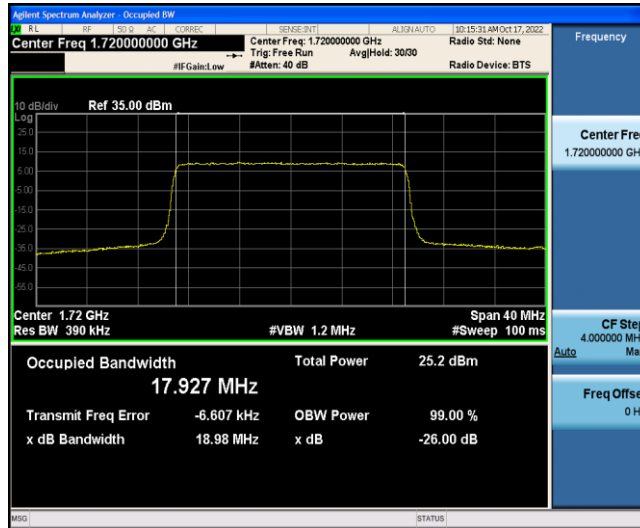 Agilent Spectrum Analyzer - Occupied BW
RL RF 50 Ω AC CORREC SENSE:INT ALIGNAUTO 10:15:31 AM Oct 17, 2022
Center Freq 1.720000000 GHz Center Freq: 1.720000000 GHz Radio Std: None
Trig: Free Run Avg|Hold: 30/30
#IFGain:Low #Atten: 40 dB Radio Device: BTS
Frequency
10 dB/div Ref 35.00 dBm
Log
25.0
15.0
5.00
-5.00
-15.0
-25.0
-35.0
-45.0
-55.0
Center Fre
1.720000000 GH
Center 1.72 GHz Span 40 MHz
Res BW 390 kHz #VBW 1.2 MHz #Sweep 100 ms
CF Ste
4.000000 MH
Auto Ma
Occupied Bandwidth Total Power 25.2 dBm
17.927 MHz
Transmit Freq Error -6.607 kHz OBW Power 99.00 %
x dB Bandwidth 18.98 MHz x dB -26.00 dB
Freq Offse
0 H
MSG STATUS